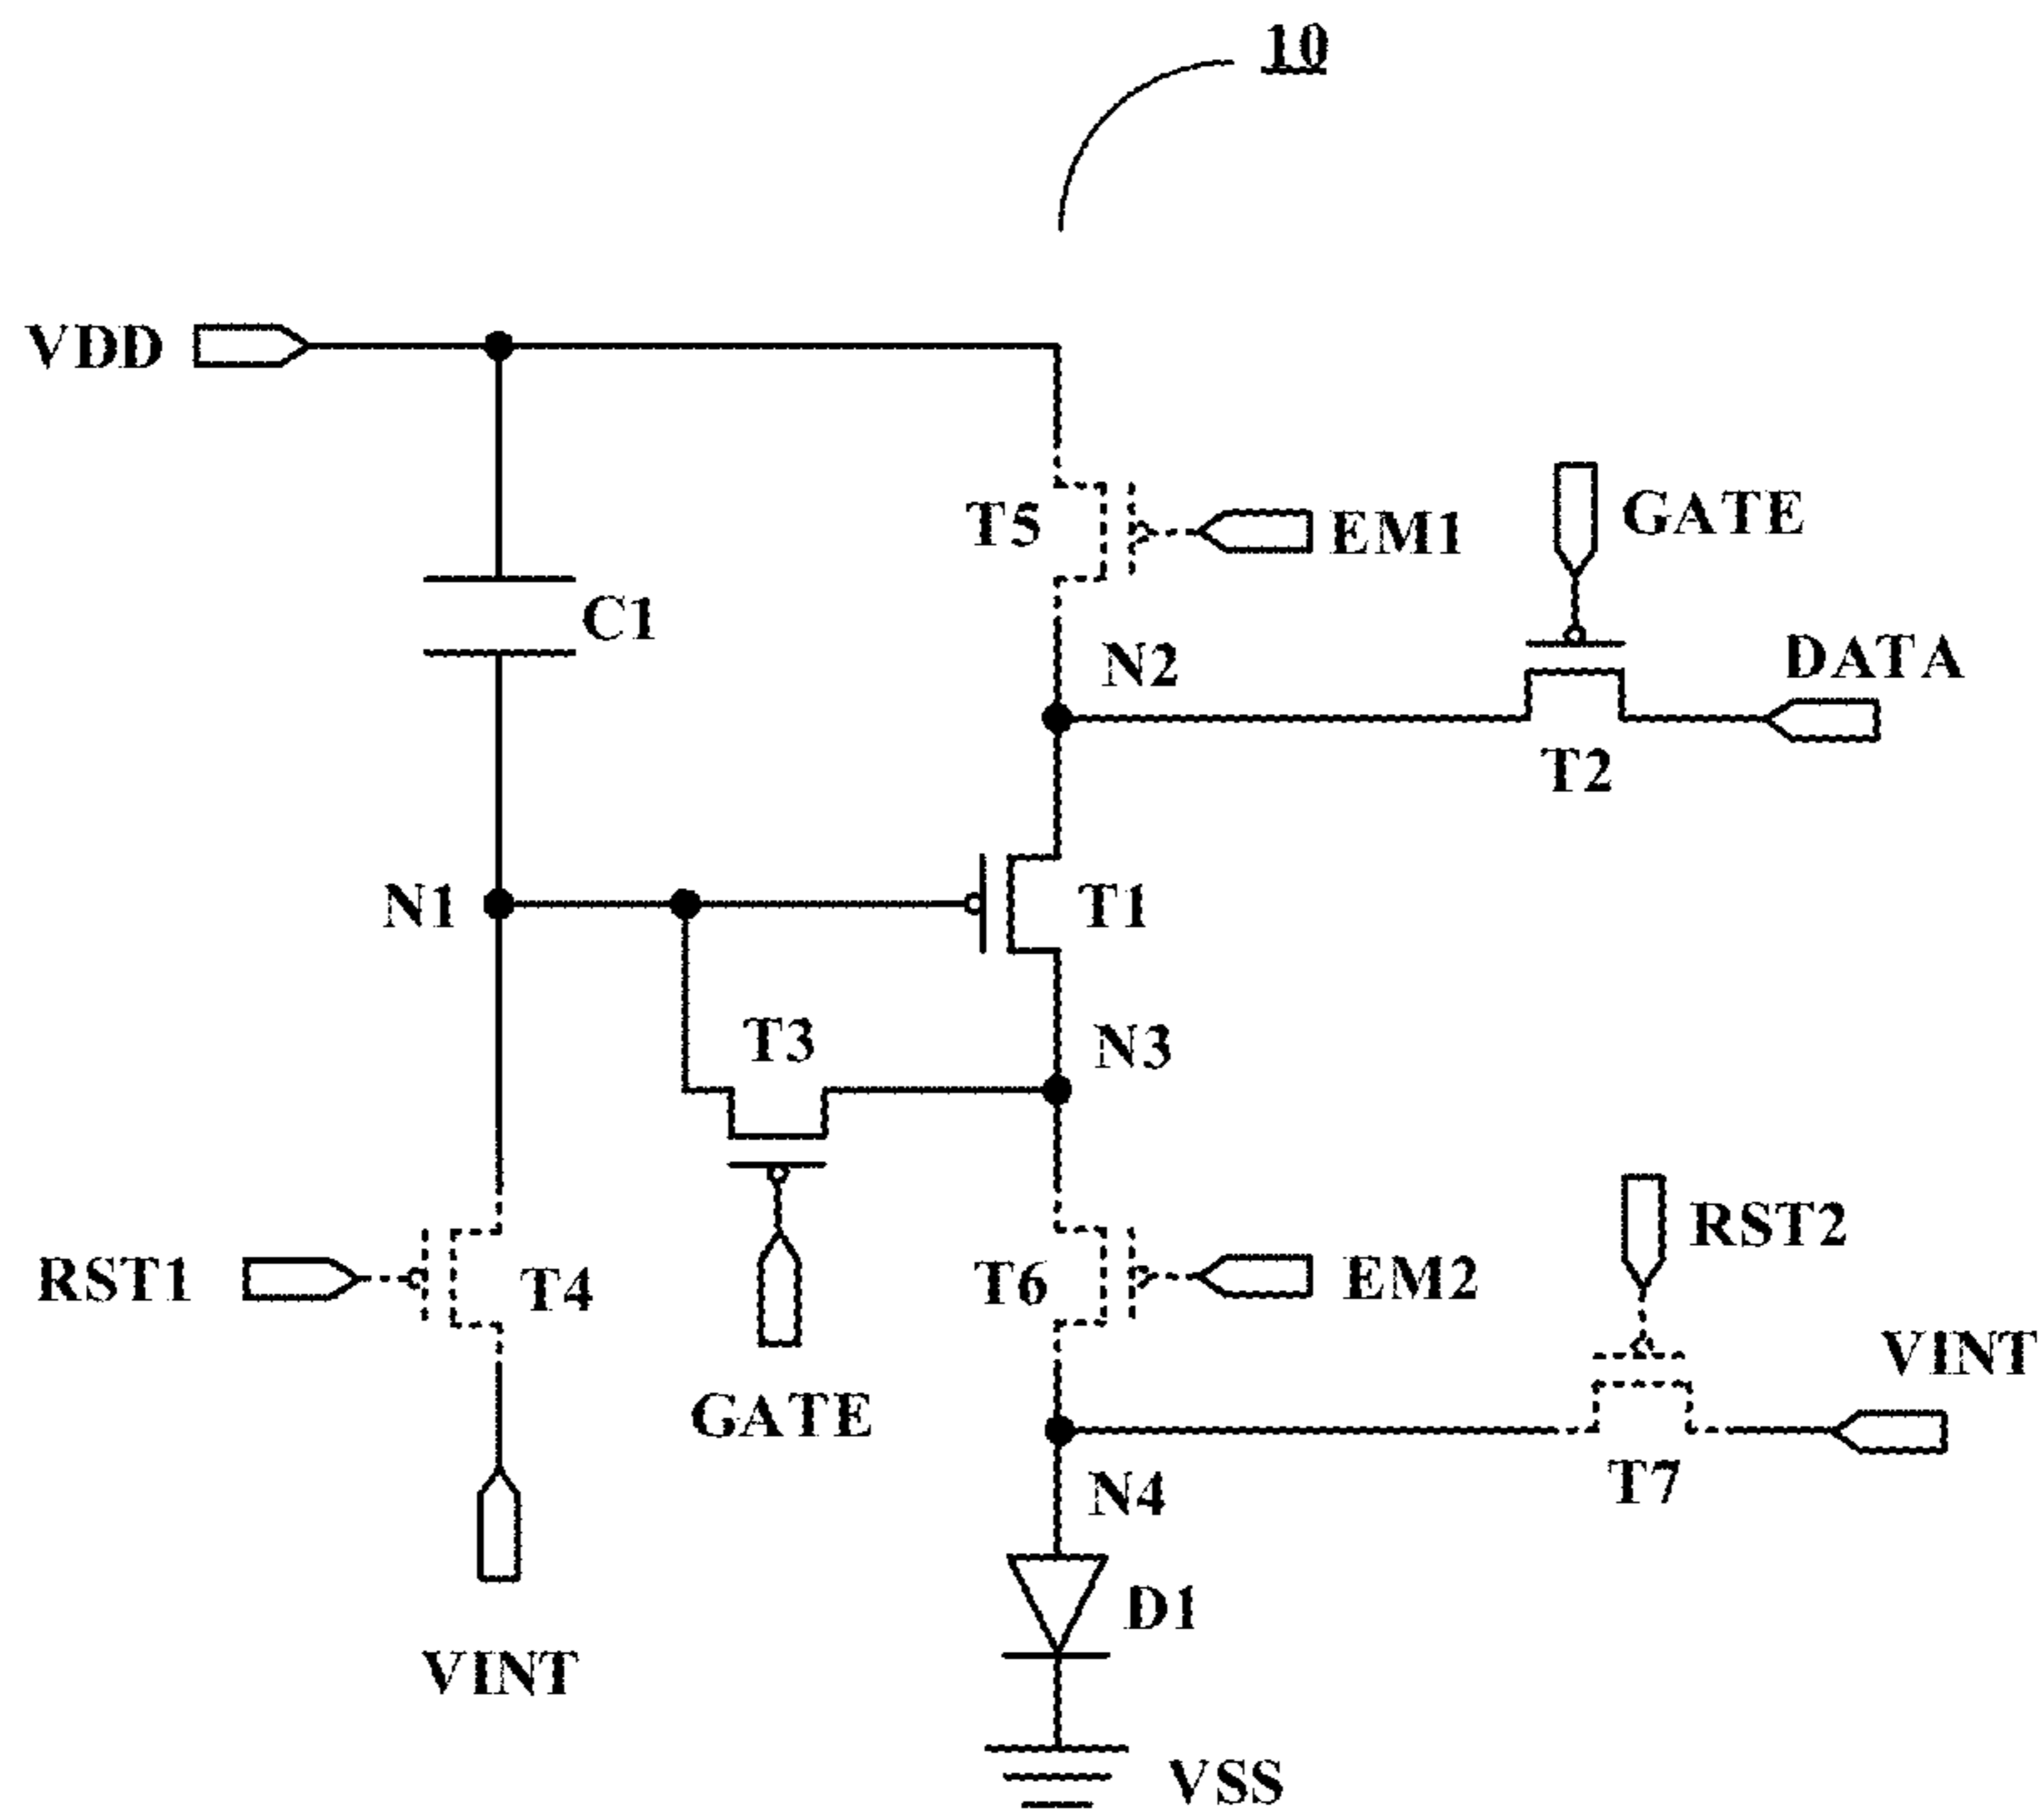 10
VDD
T5
EM1
GATE
C1
N2
DATA
T2
N1
T1
T3
N3
RST1
T4
T6
EM2
RST2
VINT
GATE
N4
T7
D1
VINT
VSS